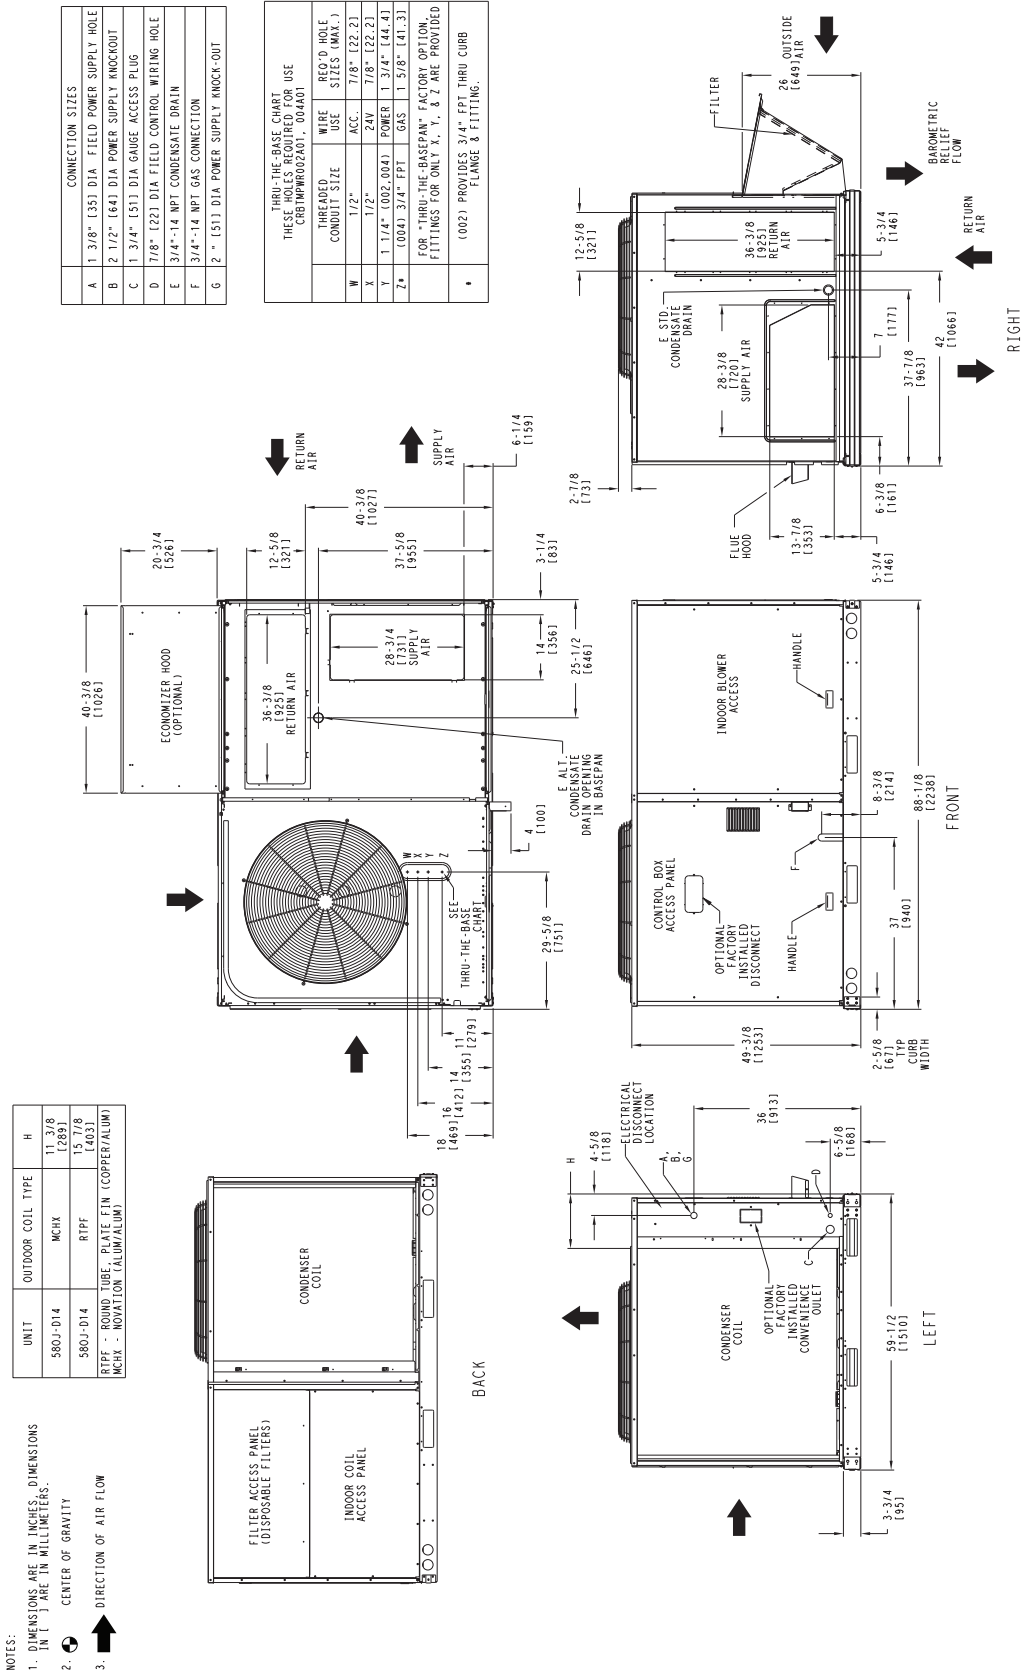 NOTES:
1. DIMENSIONS ARE IN INCHES, DIMENSIONS
IN [ ] ARE IN MILLIMETERS.
2. CENTER OF GRAVITY
3. DIRECTION OF AIR FLOW
UNIT OUTDOOR COIL TYPE H
580J-D14 MCHX 11 3/8
[289]
580J-D14 RTPF 15 7/8
[403]
RTPF - ROUND TUBE, PLATE FIN (COPPER/ALUM)
MCHX - NOVATION (ALUM/ALUM)
CONNECTION SIZES
A 1 3/8" [35] DIA FIELD POWER SUPPLY HOLE
B 2 1/2" [64] DIA POWER SUPPLY KNOCKOUT
C 1 3/4" [51] DIA GAUGE ACCESS PLUG
D 7/8" [22] DIA FIELD CONTROL WIRING HOLE
E 3/4"-14 NPT CONDENSATE DRAIN
F 3/4"-14 NPT GAS CONNECTION
G 2 " [51] DIA POWER SUPPLY KNOCK-OUT
THRU-THE-BASE CHART
THESE HOLES REQUIRED FOR USE
CRBTMPWR002A01, 004A01
THREADED
CONDUIT SIZE
WIRE
USE
REQ'D HOLE
SIZES (MAX.)
W 1/2" ACC. 7/8" [22.2]
X 1/2" 24V 7/8" [22.2]
Y 1 1/4" (002,004) POWER 1 3/4" [44.4]
Z* (004) 3/4" FPT GAS 1 5/8" [41.3]
FOR "THRU-THE-BASEPAN" FACTORY OPTION,
FITTINGS FOR ONLY X, Y, & Z ARE PROVIDED
* (002) PROVIDES 3/4" FPT THRU CURB
FLANGE & FITTING.
FILTER ACCESS PANEL
(DISPOSABLE FILTERS)
INDOOR COIL
ACCESS PANEL
CONDENSER
COIL
BACK
40-3/8
[1026]
ECONOMIZER HOOD
(OPTIONAL)
20-3/4
[526]
36-3/8
[925]
RETURN AIR
12-5/8
[321]
RETURN
AIR
40-3/8
[1027]
37-5/8
[955]
SUPPLY
AIR
6-1/4
[159]
28-3/4
[731]
SUPPLY
AIR
3-1/4
[83]
14
[356]
25-1/2
[646]
E ALT.
CONDENSATE
DRAIN OPENING
IN BASEPAN
4
[100]
W
X
Y
Z
SEE
THRU-THE-BASE
CHART
29-5/8
[751]
11
[279]
14
[355]
16
[412]
18
[469]
26
[649]
OUTSIDE
AIR
FILTER
BAROMETRIC
RELIEF
FLOW
12-5/8
[321]
36-3/8
[925]
RETURN
AIR
5-3/4
[146]
RETURN
AIR
E STD.
CONDENSATE
DRAIN
28-3/8
[720]
SUPPLY AIR
7
[177]
37-7/8
[963]
42
[1066]
2-7/8
[73]
FLUE
HOOD
13-7/8
[353]
6-3/8
[161]
5-3/4
[146]
RIGHT
INDOOR BLOWER
ACCESS
HANDLE
CONTROL BOX
ACCESS PANEL
OPTIONAL
FACTORY
INSTALLED
DISCONNECT
HANDLE
F
8-3/8
[214]
37
[940]
88-1/8
[2238]
49-3/8
[1253]
2-5/8
[67]
TYP
CURB
WIDTH
FRONT
H
4-5/8
[118]
ELECTRICAL
DISCONNECT
LOCATION
A,
B,
G
36
[913]
D
6-5/8
[168]
C
OPTIONAL
FACTORY
INSTALLED
CONVENIENCE
OULET
CONDENSER
COIL
59-1/2
[1510]
3-3/4
[95]
LEFT